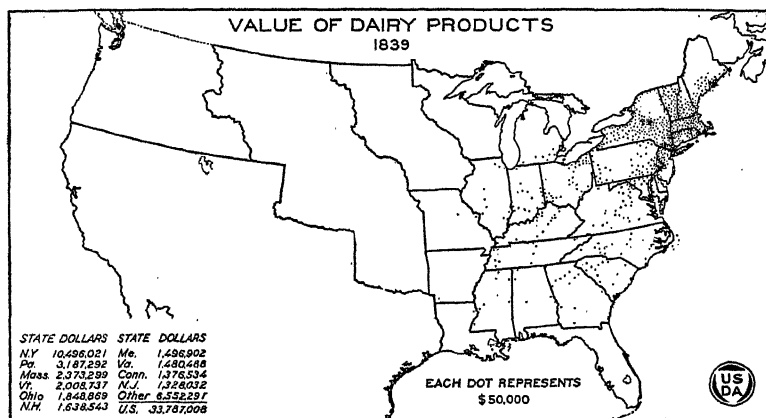 VALUE OF DAIRY PRODUCTS
1839
STATE DOLLARS STATE DOLLARS
N.Y 10,496,021 Me. 1,496,902
Pa. 3,187,292 Va. 1,480,488
Mass. 2,373,299 Conn. 1,376,534
Vt. 2,008,737 N.J. 1,328,032
Ohio 1,848,869 Other 6,552,291
N.H. 1,638,543 U.S. 33,787,008
EACH DOT REPRESENTS
$50,000
US
DA